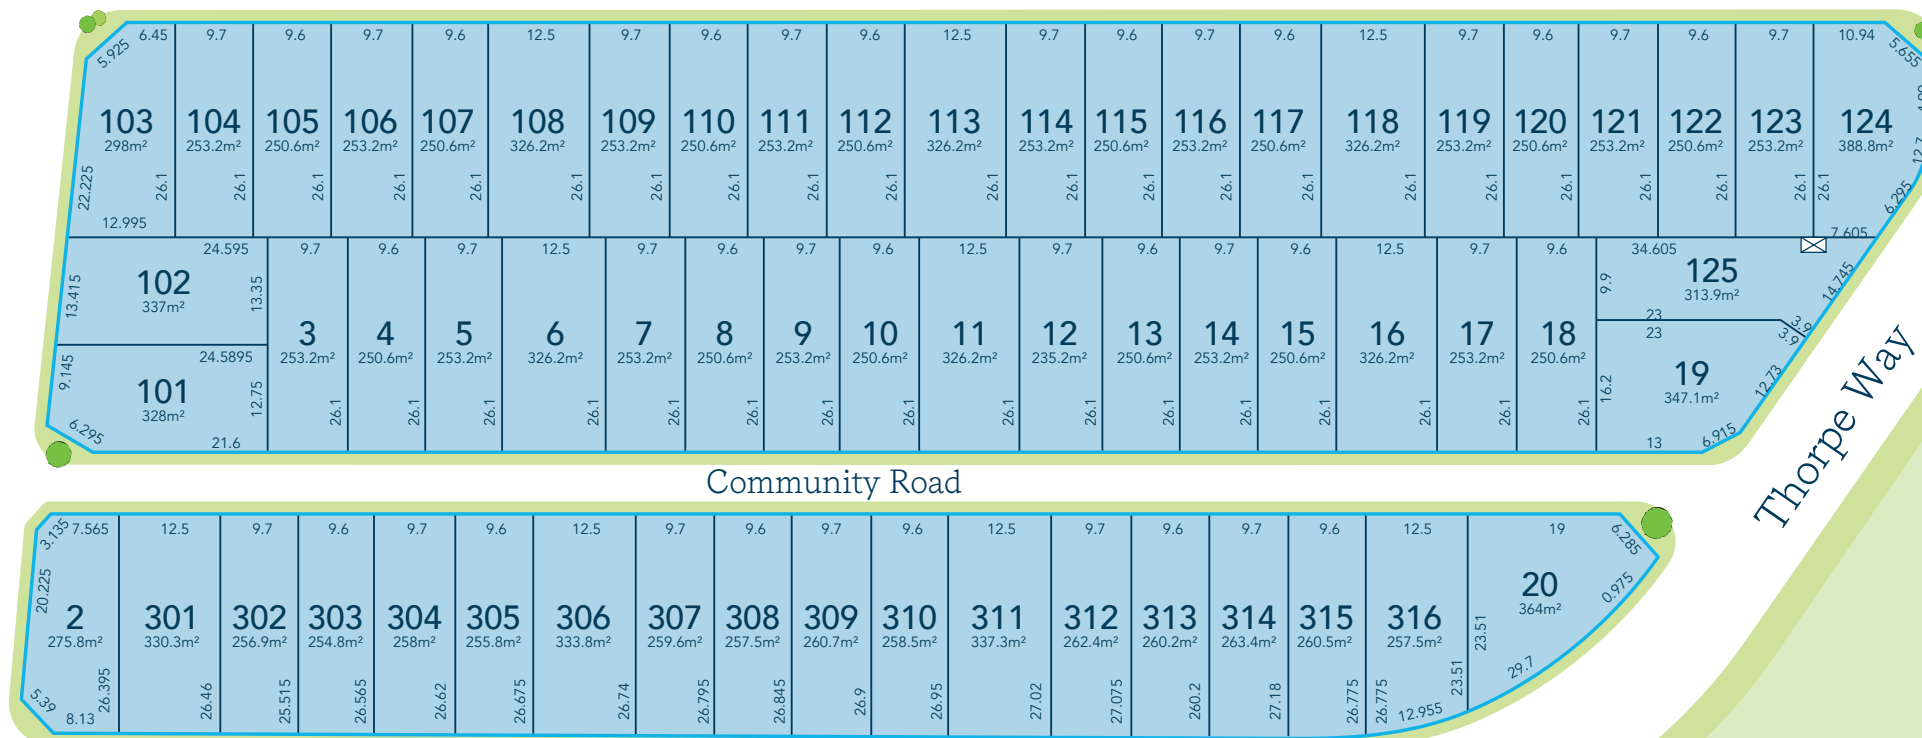 6.45 9.7 9.6 9.7 9.6 12.5 9.7 9.6 9.7 9.6 12.5 9.7 9.6 9.7 9.6 12.5 9.7 9.6 9.7 9.6 9.7 10.94
5.925 5.655
103 104 105 106 107 108 109 110 111 112 113 114 115 116 117 118 119 120 121 122 123 124
298m² 253.2m² 250.6m² 253.2m² 250.6m² 326.2m² 253.2m² 250.6m² 253.2m² 250.6m² 326.2m² 253.2m² 250.6m² 253.2m² 250.6m² 326.2m² 253.2m² 250.6m² 253.2m² 250.6m² 253.2m² 388.8m²
22.225 26.1 26.1 26.1 26.1 26.1 26.1 26.1 26.1 26.1 26.1 26.1 26.1 26.1 26.1 26.1 26.1 26.1 26.1 26.1 26.1 26.1 26.1 6.295
12.995 7.605
24.595 9.7 9.6 9.7 12.5 9.7 9.6 9.7 9.6 12.5 9.7 9.6 9.7 9.6 12.5 9.7 9.6 34.605
102 125
337m² 313.9m²
13.415 13.35 9.9 14.745
23 3.9
3 4 5 6 7 8 9 10 11 12 13 14 15 16 17 18
253.2m² 250.6m² 253.2m² 326.2m² 253.2m² 250.6m² 253.2m² 250.6m² 326.2m² 235.2m² 250.6m² 253.2m² 250.6m² 326.2m² 253.2m² 250.6m²
23 3.9
24.5895
9.145 12.75 16.2 12.73
101 19
328m² 347.1m²
26.1 26.1 26.1 26.1 26.1 26.1 26.1 26.1 26.1 26.1 26.1 26.1 26.1 26.1 26.1 26.1
6.295 21.6 13 6.915
Community Road
Thorpe Way
3.135 7.565 12.5 9.7 9.6 9.7 9.6 12.5 9.7 9.6 9.7 9.6 12.5 9.7 9.6 9.7 9.6 12.5 19 6.285
20.225 0.975
2 301 302 303 304 305 306 307 308 309 310 311 312 313 314 315 316 20
275.8m² 330.3m² 256.9m² 254.8m² 258m² 255.8m² 333.8m² 259.6m² 257.5m² 260.7m² 258.5m² 337.3m² 262.4m² 260.2m² 263.4m² 260.5m² 257.5m² 364m²
26.395 26.46 25.515 26.565 26.62 26.675 26.74 26.795 26.845 26.9 26.95 27.02 27.075 260.2 27.18 26.775 26.775 23.51 23.51
5.39 8.13 12.955 29.7